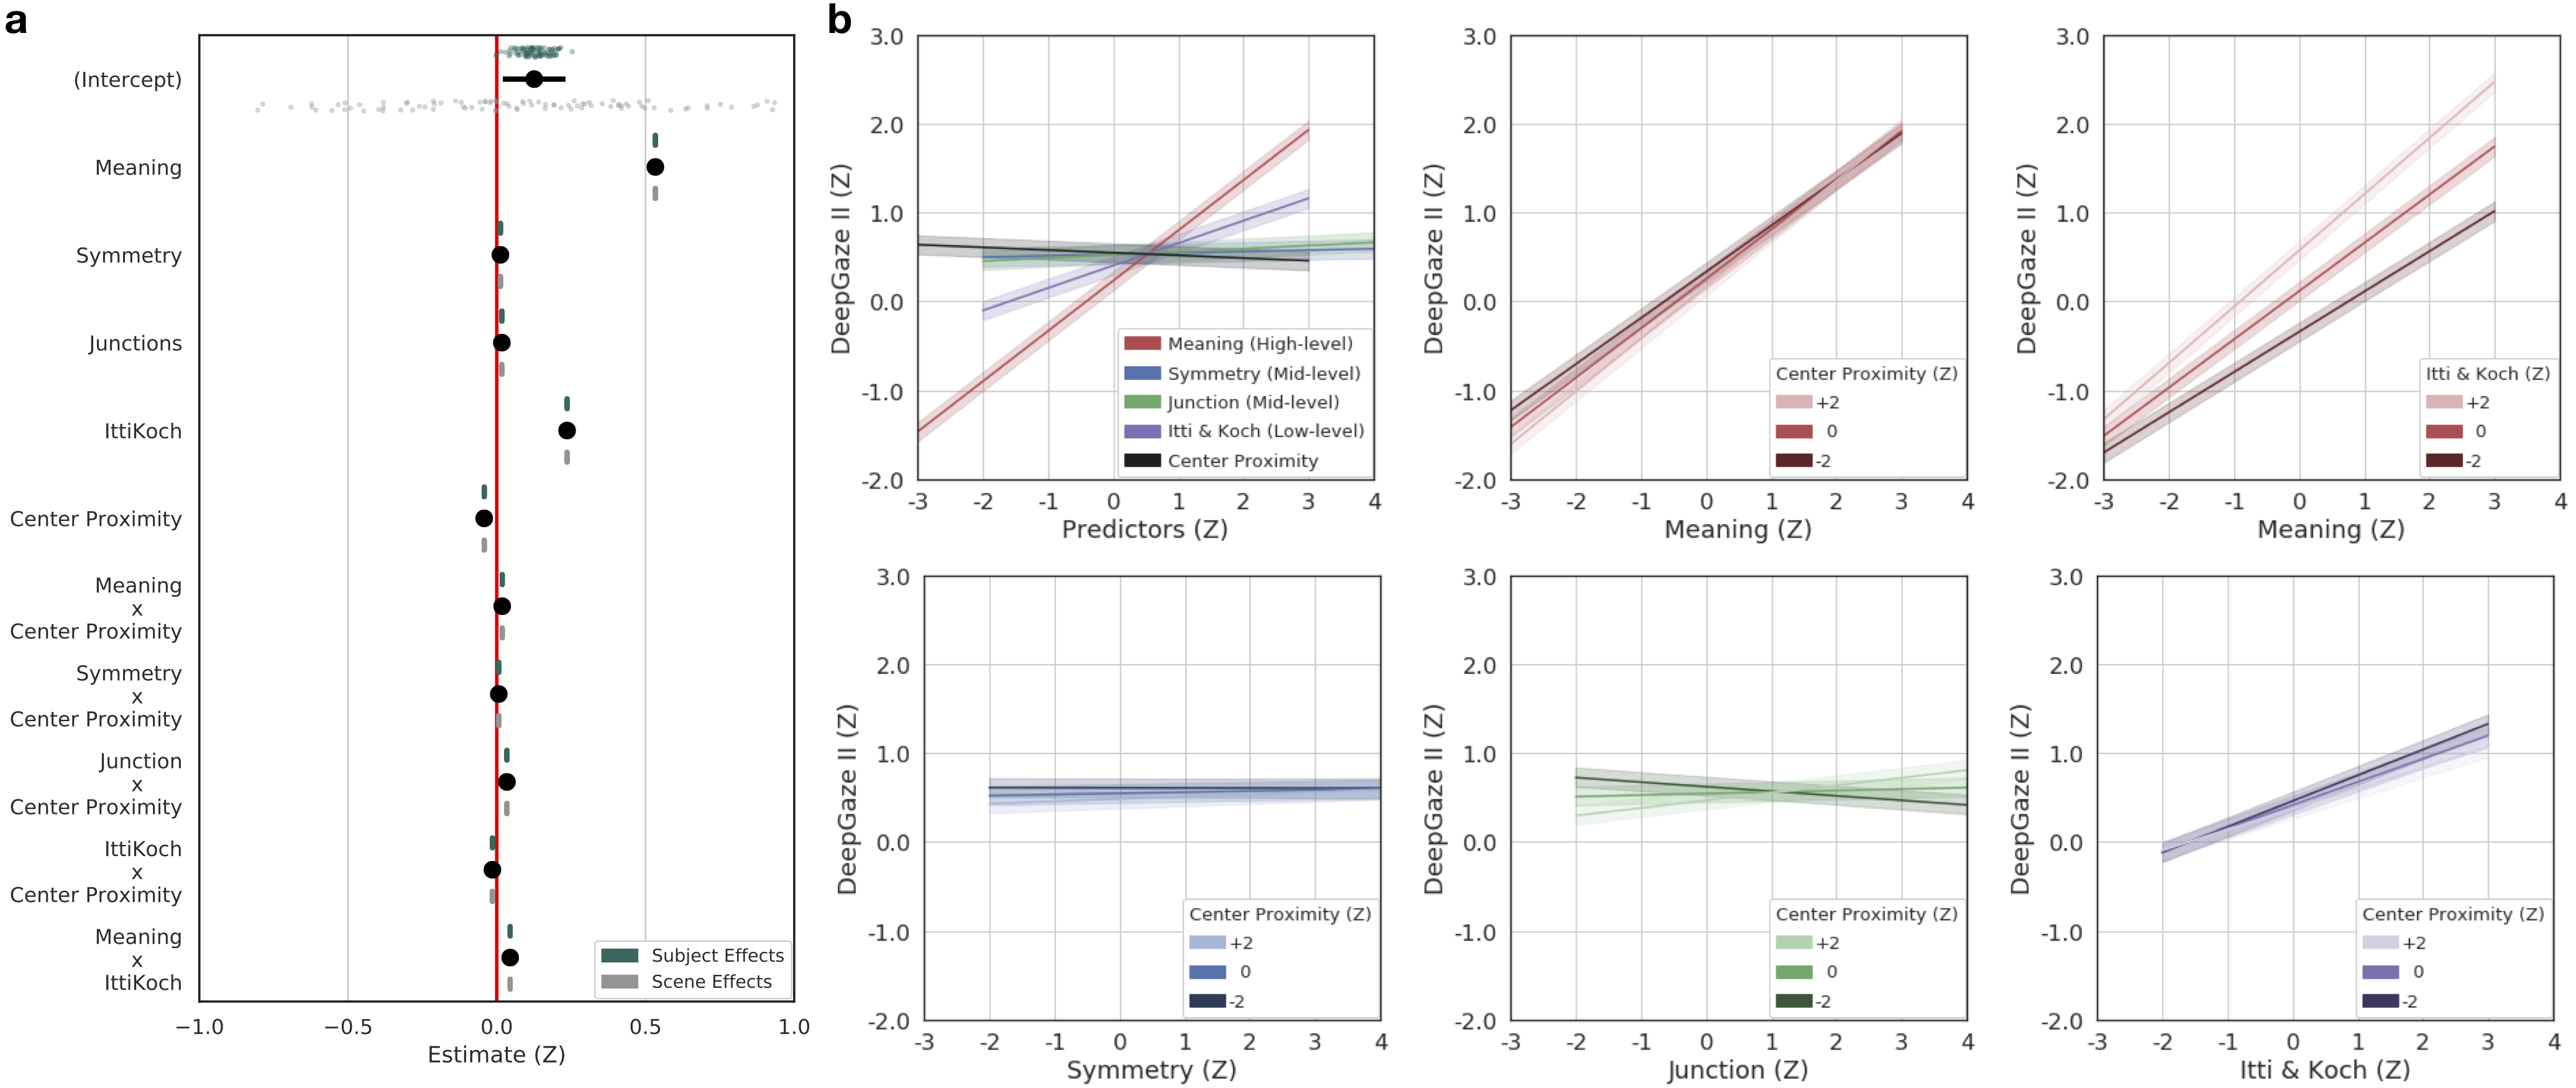 a
(Intercept)
Meaning
Symmetry
Junctions
IttiKoch
Center Proximity
Meaning
x
Center Proximity
Symmetry
x
Center Proximity
Junction
x
Center Proximity
IttiKoch
x
Center Proximity
Meaning
x
IttiKoch
Subject Effects
Scene Effects
−1.0 −0.5 0.0 0.5 1.0
Estimate (Z)
b
3.0
2.0
1.0
0.0
-1.0
-2.0
DeepGaze II (Z)
Meaning (High-level)
Symmetry (Mid-level)
Junction (Mid-level)
Itti & Koch (Low-level)
Center Proximity
-3 -2 -1 0 1 2 3 4
Predictors (Z)
3.0
2.0
1.0
0.0
-1.0
-2.0
DeepGaze II (Z)
Center Proximity (Z)
+2
0
-2
-3 -2 -1 0 1 2 3 4
Meaning (Z)
3.0
2.0
1.0
0.0
-1.0
-2.0
DeepGaze II (Z)
Itti & Koch (Z)
+2
0
-2
-3 -2 -1 0 1 2 3 4
Meaning (Z)
3.0
2.0
1.0
0.0
-1.0
-2.0
DeepGaze II (Z)
Center Proximity (Z)
+2
0
-2
-3 -2 -1 0 1 2 3 4
Symmetry (Z)
3.0
2.0
1.0
0.0
-1.0
-2.0
DeepGaze II (Z)
Center Proximity (Z)
+2
0
-2
-3 -2 -1 0 1 2 3 4
Junction (Z)
3.0
2.0
1.0
0.0
-1.0
-2.0
DeepGaze II (Z)
Center Proximity (Z)
+2
0
-2
-3 -2 -1 0 1 2 3 4
Itti & Koch (Z)